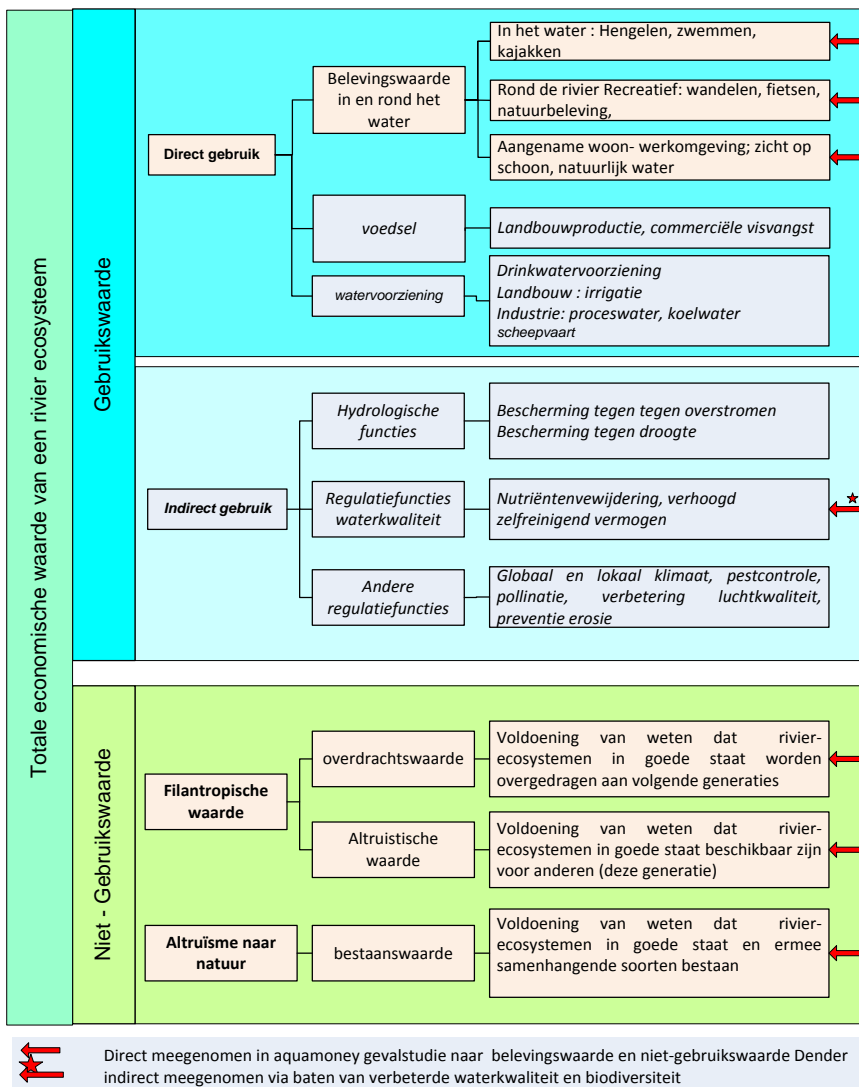 Totale economische waarde van een rivier ecosysteem
Gebruikswaarde
Direct gebruik
Belevingswaarde
in en rond het
water
In het water : Hengelen, zwemmen,
kajakken
Rond de rivier Recreatief: wandelen, fietsen,
natuurbeleving,
Aangename woon- werkomgeving; zicht op
schoon, natuurlijk water
voedsel
Landbouwproductie, commerciële visvangst
watervoorziening
Drinkwatervoorziening
Landbouw : irrigatie
Industrie: proceswater, koelwater
scheepvaart
Indirect gebruik
Hydrologische
functies
Bescherming tegen tegen overstromen
Bescherming tegen droogte
Regulatiefuncties
waterkwaliteit
Nutriëntenvewijdering, verhoogd
zelfreinigend vermogen
Andere
regulatiefuncties
Globaal en lokaal klimaat, pestcontrole,
pollinatie, verbetering luchtkwaliteit,
preventie erosie
Niet - Gebruikswaarde
Filantropische
waarde
overdrachtswaarde
Voldoening van weten dat rivier-
ecosystemen in goede staat worden
overgedragen aan volgende generaties
Altruistische
waarde
Voldoening van weten dat rivier-
ecosystemen in goede staat beschikbaar zijn
voor anderen (deze generatie)
Altruïsme naar
natuur
bestaanswaarde
Voldoening van weten dat rivier-
ecosystemen in goede staat en ermee
samenhangende soorten bestaan
Direct meegenomen in aquamoney gevalstudie naar belevingswaarde en niet-gebruikswaarde Dender
indirect meegenomen via baten van verbeterde waterkwaliteit en biodiversiteit